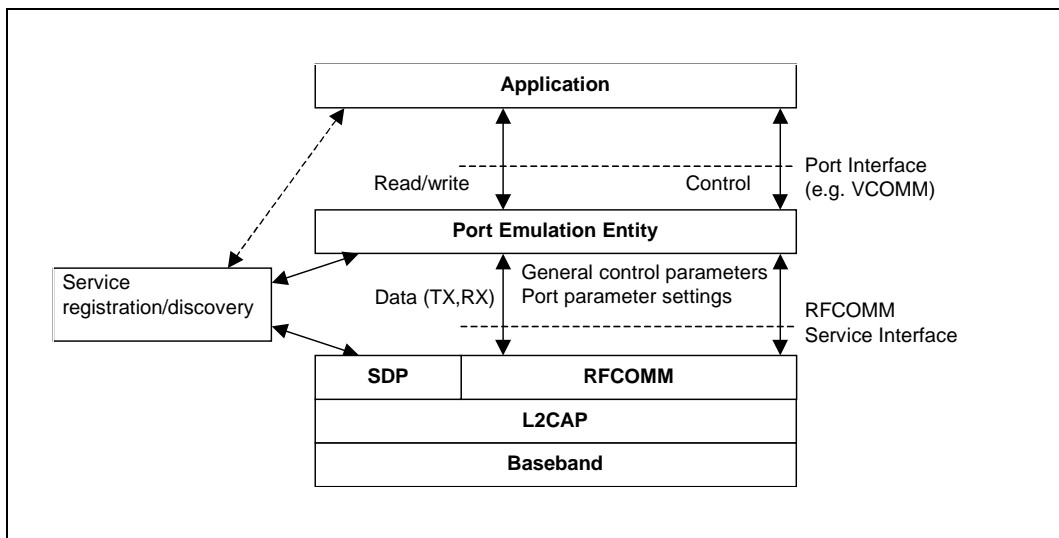 Application
Port Interface
(e.g. VCOMM)
Read/write
Control
Port Emulation Entity
Service
registration/discovery
General control parameters
Port parameter settings
Data (TX,RX)
RFCOMM
Service Interface
SDP
RFCOMM
L2CAP
Baseband